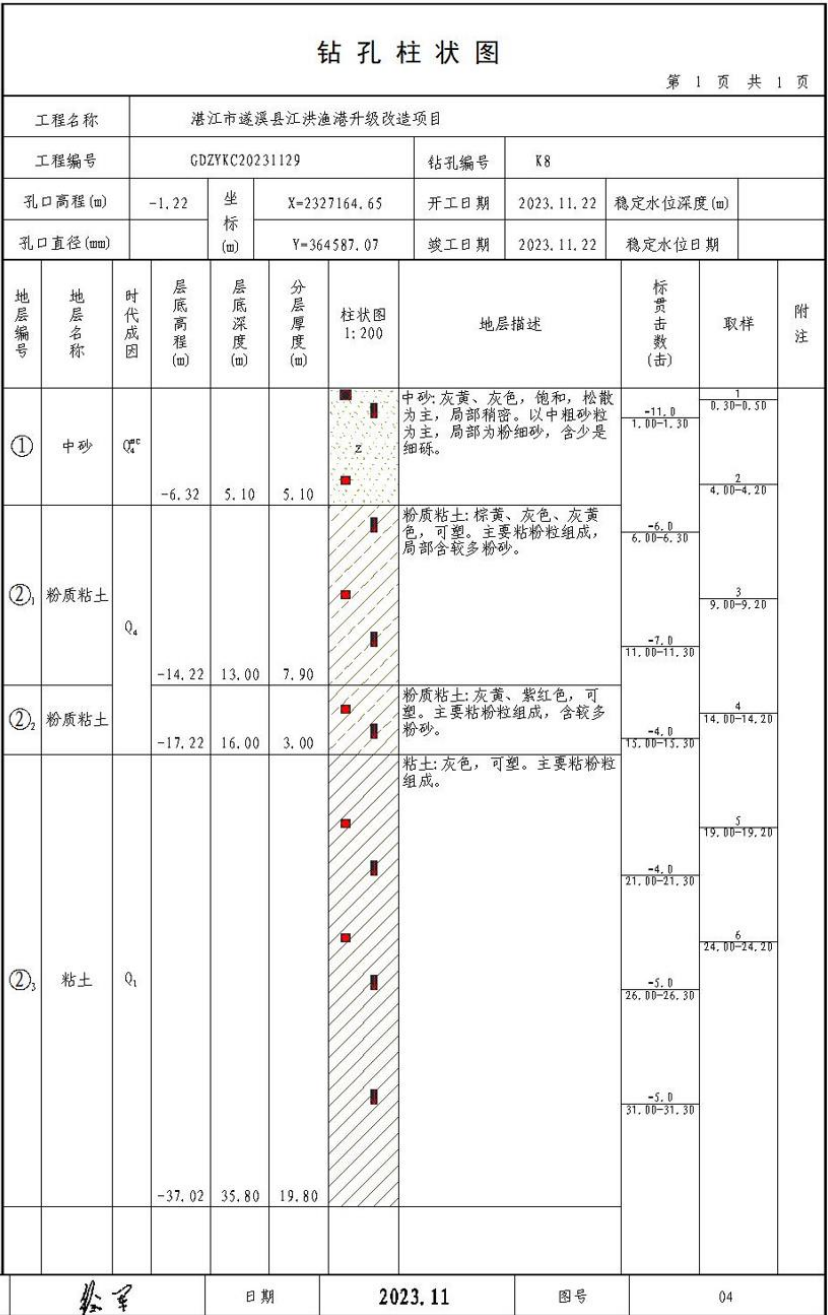 钻孔柱状图
第 1 页 共 1 页
工程名称 湛江市遂溪县江洪渔港升级改造项目
工程编号 GDZYKC20231129 钻孔编号 K8
孔口高程(m) -1.22 坐标(m) X=2327164.65 开工日期 2023.11.22 稳定水位深度(m)
孔口直径(mm) Y=364587.07 竣工日期 2023.11.22 稳定水位日期
地层编号 地层名称 时代成因 层底高程(m) 层底深度(m) 分层厚度(m) 柱状图 1:200 地层描述 标贯击数(击) 取样 附注
中砂:灰黄、灰色，饱和，松散
为主，局部稍密。以中粗砂粒
为主，局部为粉细砂，含少是
细砾。
-11.0
1.00-1.30
1
0.30-0.50
① 中砂 Q₄ᵐᶜ
z
2
4.00-4.20
-6.32 5.10 5.10
粉质粘土:棕黄、灰色、灰黄
色，可塑。主要粘粉粒组成，
局部含较多粉砂。
-6.0
6.00-6.30
②₁ 粉质粘土
3
9.00-9.20
Q₄
-7.0
11.00-11.30
-14.22 13.00 7.90
粉质粘土:灰黄、紫红色，可
塑。主要粘粉粒组成，含较多
粉砂。
4
14.00-14.20
②₂ 粉质粘土
-4.0
15.00-15.30
-17.22 16.00 3.00
粘土:灰色，可塑。主要粘粉粒
组成。
5
19.00-19.20
-4.0
21.00-21.30
6
24.00-24.20
②₃ 粘土 Q₁
-5.0
26.00-26.30
-5.0
31.00-31.30
-37.02 35.80 19.80
日期 2023.11 图号 04